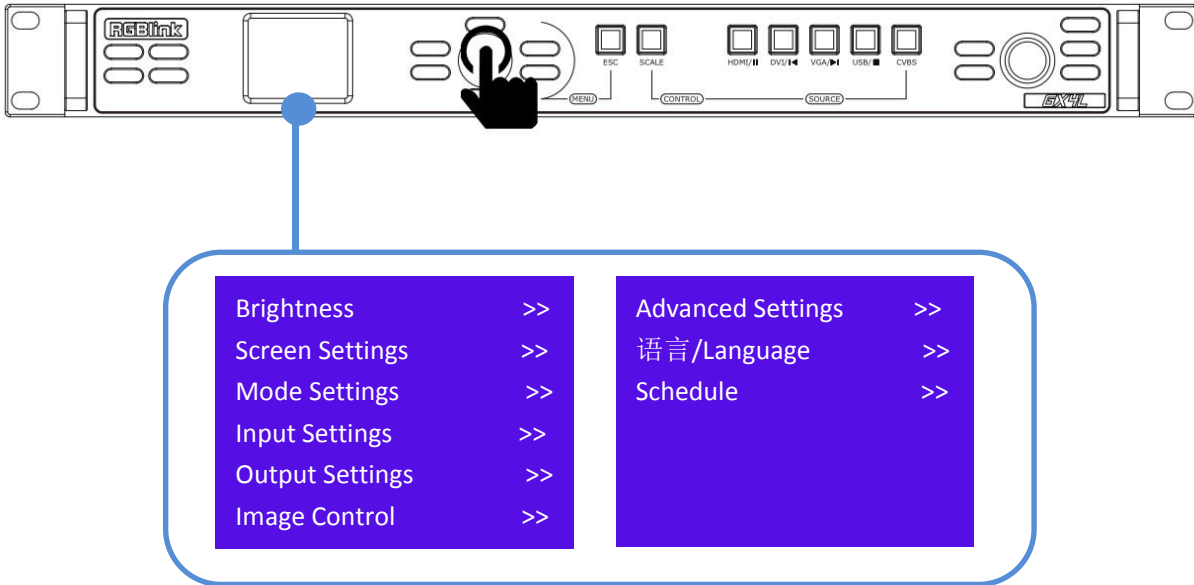 RGBlink
ESC
SCALE
HDMI/⏸
DVI/⏮
VGA/⏯
USB/⏹
CVBS
MENU
CONTROL
SOURCE
GX4L
Brightness >>
Screen Settings >>
Mode Settings >>
Input Settings >>
Output Settings >>
Image Control >>
Advanced Settings >>
语言/Language >>
Schedule >>